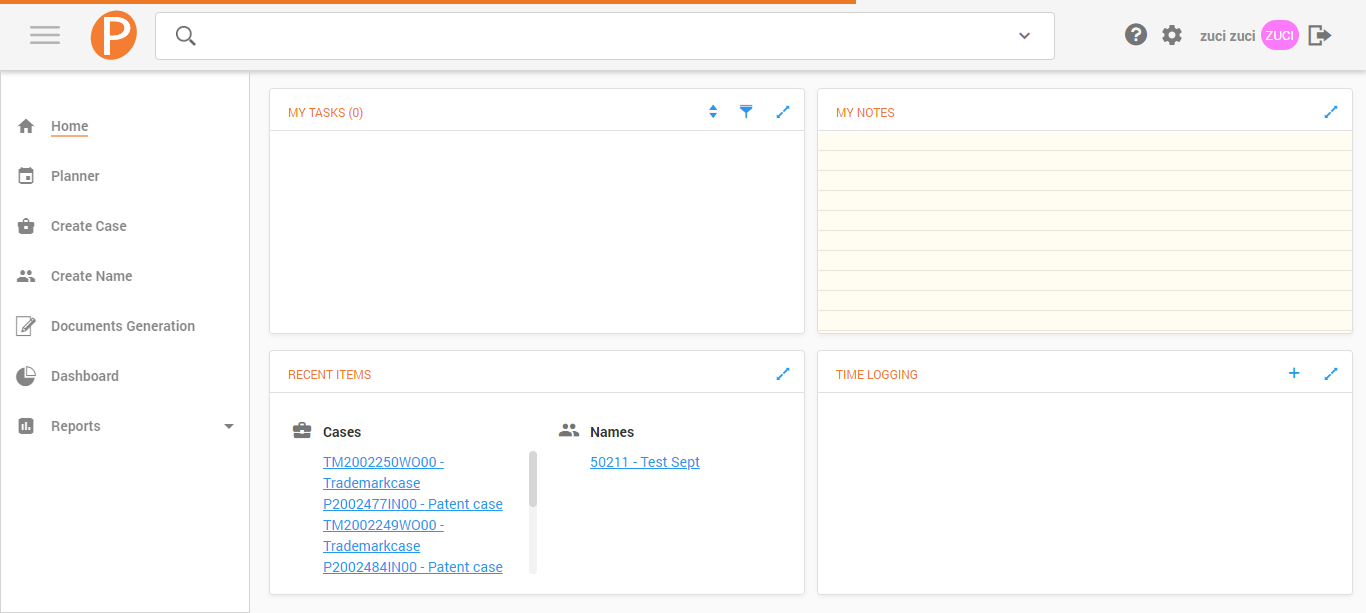 P
zuci zuci ZUCI
Home
Planner
Create Case
Create Name
Documents Generation
Dashboard
Reports
MY TASKS (0)
MY NOTES
RECENT ITEMS
Cases
TM2002250WO00 -
Trademarkcase
P2002477IN00 - Patent case
TM2002249WO00 -
Trademarkcase
P2002484IN00 - Patent case
Names
50211 - Test Sept
TIME LOGGING